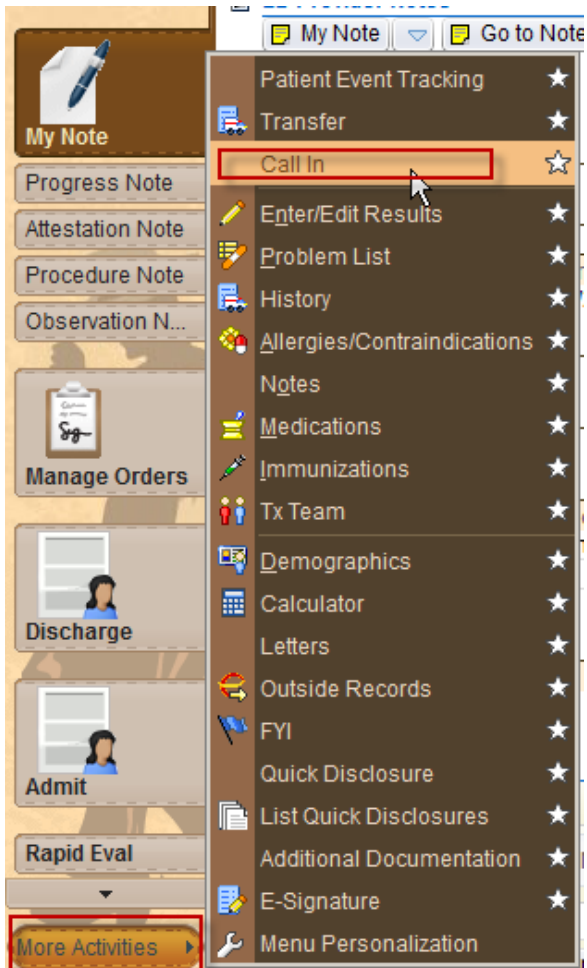 My Note
Go to Note
My Note
Progress Note
Attestation Note
Procedure Note
Observation N...
Manage Orders
Discharge
Admit
Rapid Eval
More Activities
Patient Event Tracking
Transfer
Call In
Enter/Edit Results
Problem List
History
Allergies/Contraindications
Notes
Medications
Immunizations
Tx Team
Demographics
Calculator
Letters
Outside Records
FYI
Quick Disclosure
List Quick Disclosures
Additional Documentation
E-Signature
Menu Personalization